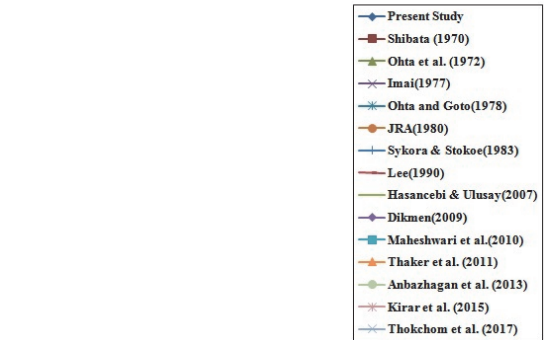 Present Study
Shibata (1970)
Ohta et al. (1972)
Imai(1977)
Ohta and Goto(1978)
JRA(1980)
Sykora & Stokoe(1983)
Lee(1990)
Hasancebi & Ulusay(2007)
Dikmen(2009)
Maheshwari et al.(2010)
Thaker et al. (2011)
Anbazhagan et al. (2013)
Kirar et al. (2015)
Thokchom et al. (2017)